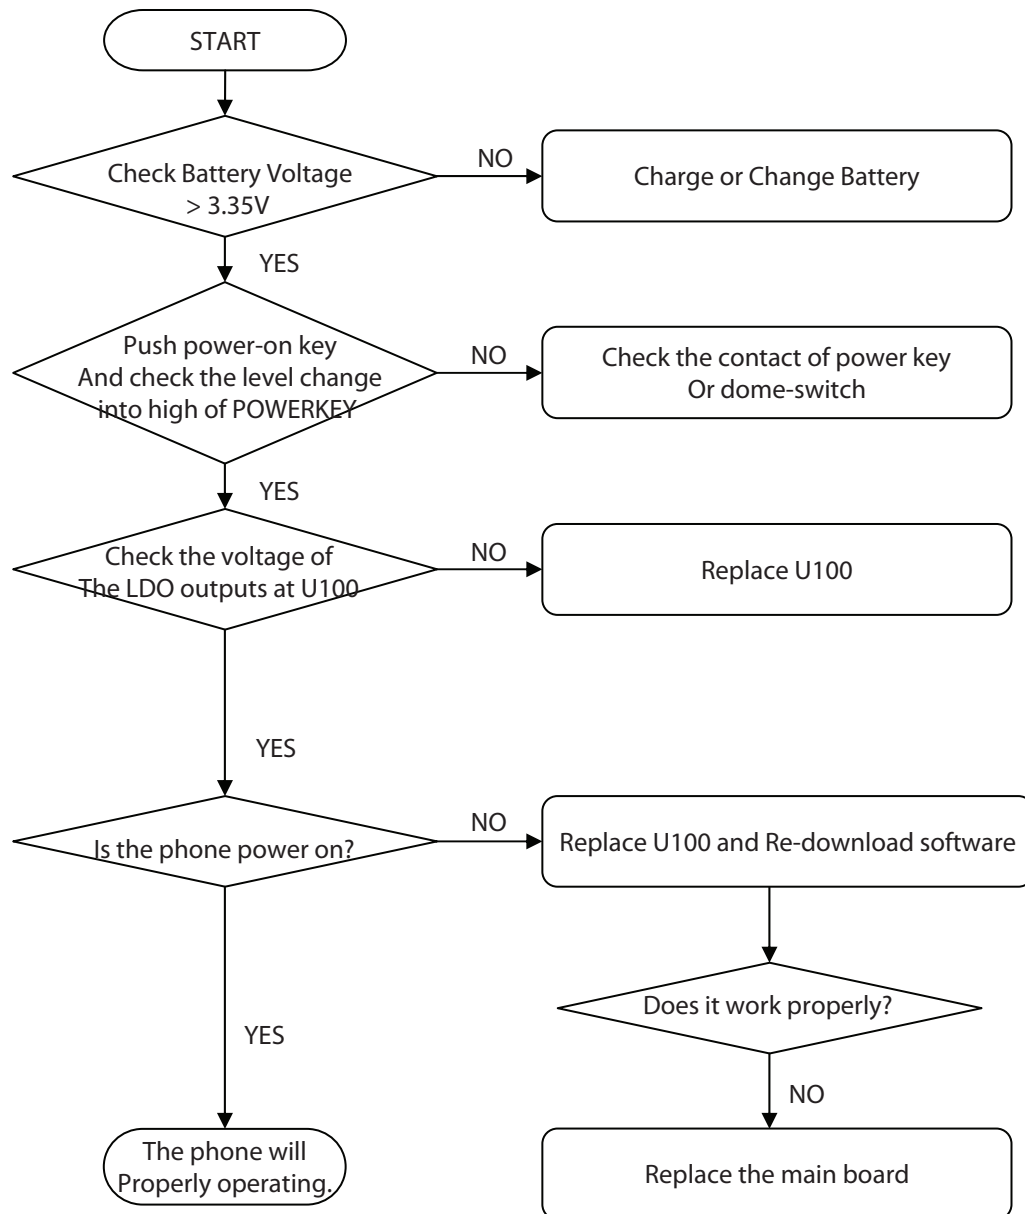 START
Check Battery Voltage
> 3.35V
NO
Charge or Change Battery
YES
Push power-on key
And check the level change
into high of POWERKEY
NO
Check the contact of power key
Or dome-switch
YES
Check the voltage of
The LDO outputs at U100
NO
Replace U100
YES
Is the phone power on?
NO
Replace U100 and Re-download software
Does it work properly?
YES
NO
The phone will
Properly operating.
Replace the main board